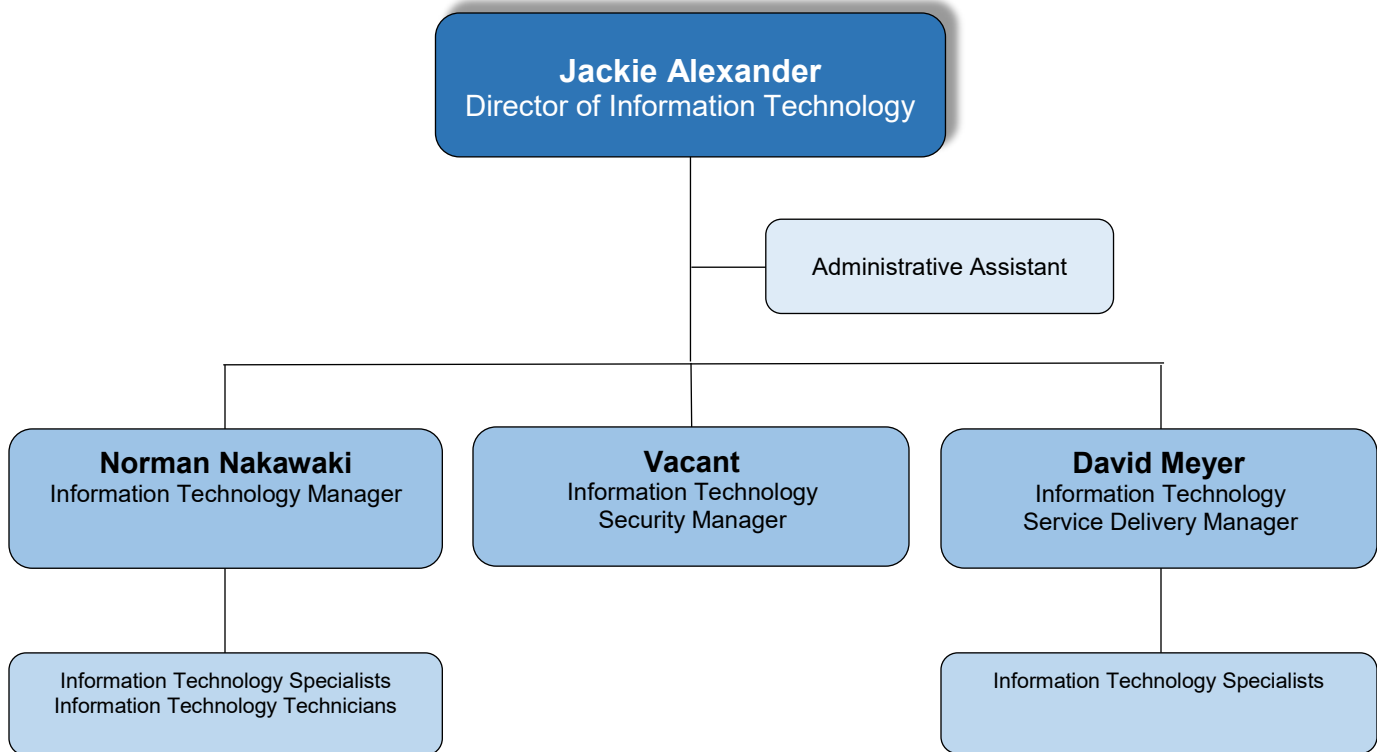 Jackie Alexander
Director of Information Technology
Administrative Assistant
Norman Nakawaki
Information Technology Manager
Vacant
Information Technology
Security Manager
David Meyer
Information Technology
Service Delivery Manager
Information Technology Specialists
Information Technology Technicians
Information Technology Specialists